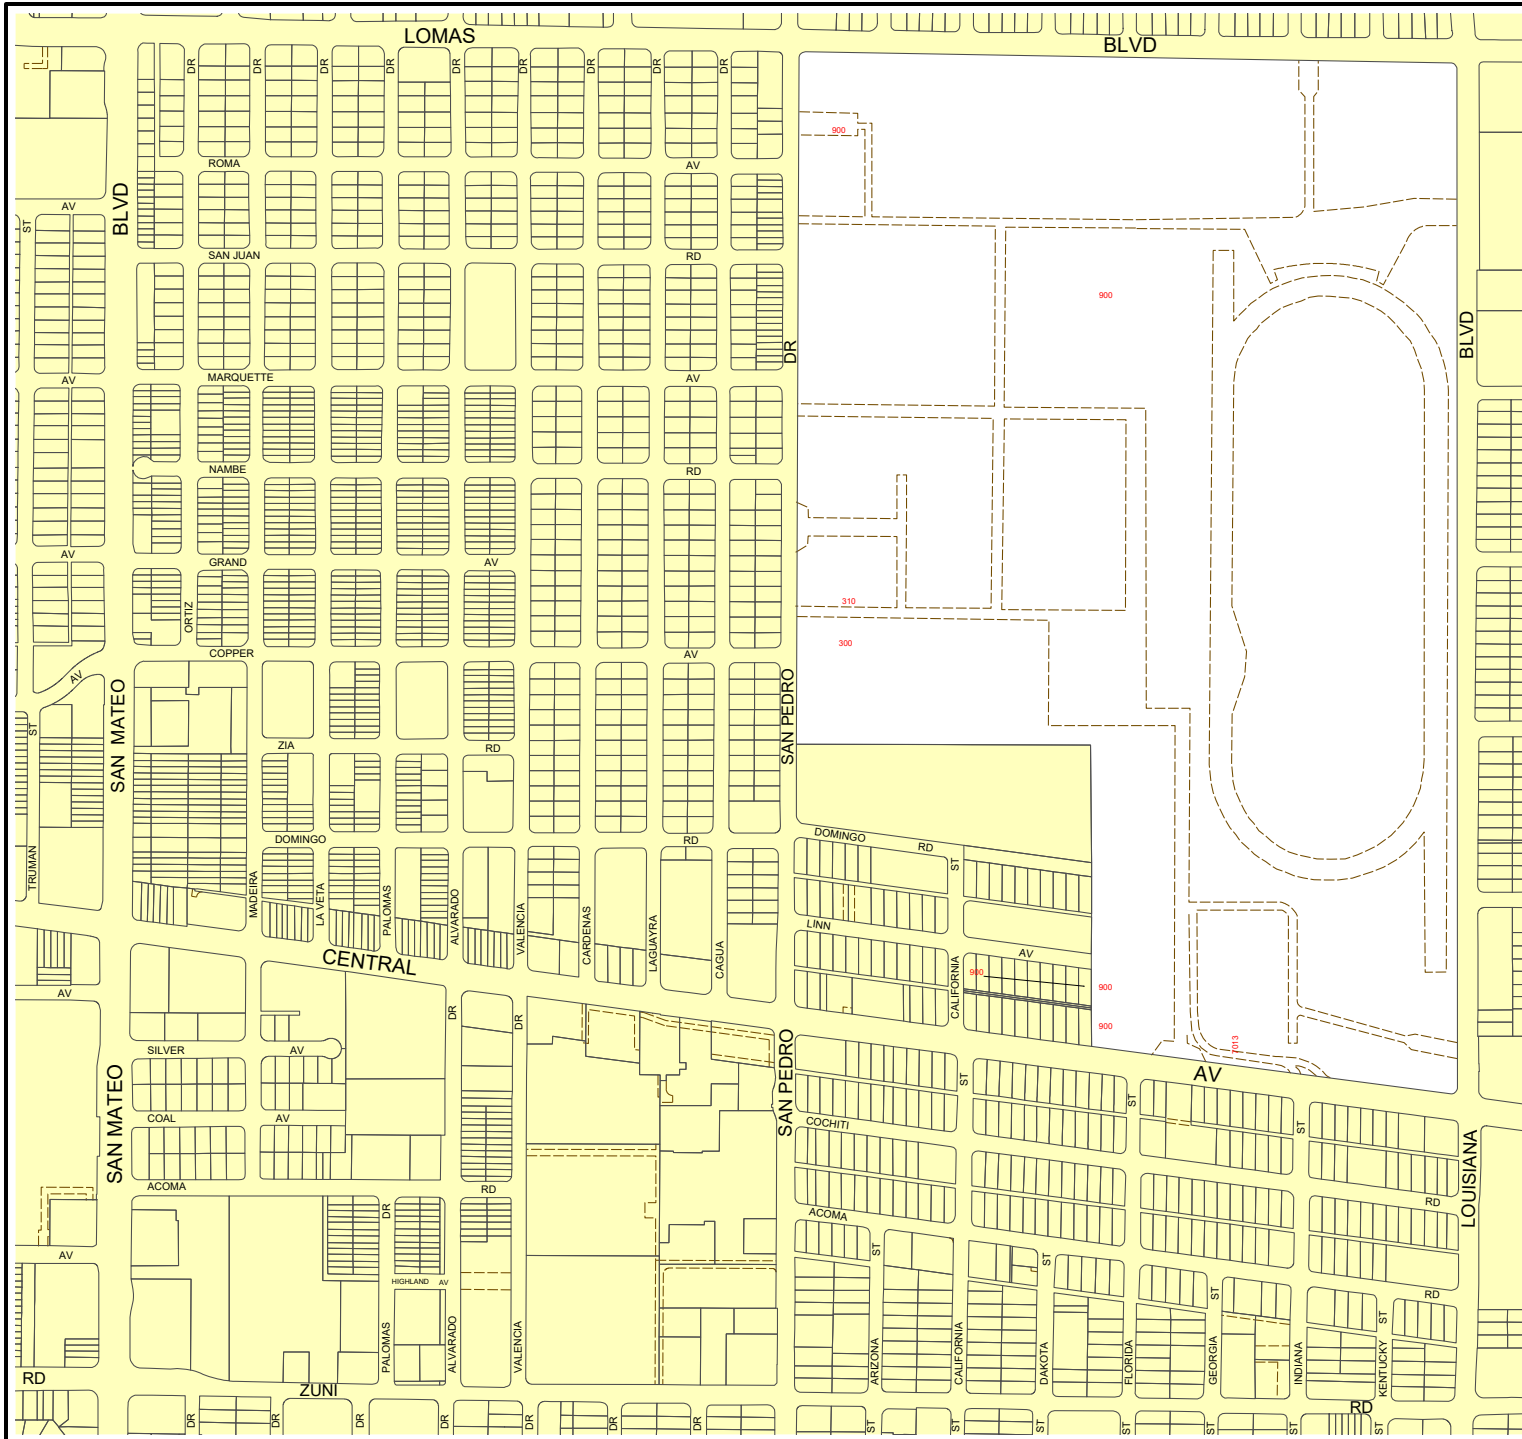 LOMAS
BLVD
DR
DR
DR
DR
DR
DR
DR
DR
DR
900
ROMA
AV
BLVD
AV
ST
SAN JUAN
RD
900
BLVD
DR
MARQUETTE
AV
AV
NAMBE
RD
AV
GRAND
AV
ORTIZ
310
300
COPPER
AV
AV
SAN MATEO
SAN PEDRO
ST
ZIA
RD
DOMINGO
RD
DOMINGO
RD
ST
TRUMAN
MADEIRA
LA VETA
PALOMAS
ALVARADO
VALENCIA
CARDENAS
LAGUAYRA
CAGUA
LINN
AV
CALIFORNIA
CENTRAL
900
900
900
AV
DR
DR
7013
SILVER
AV
AV
SAN MATEO
SAN PEDRO
ST
ST
ST
COAL
AV
COCHITI
LOUISIANA
ACOMA
RD
RD
DR
ACOMA
ST
ST
ST
ST
AV
HIGHLAND AV
RD
PALOMAS
ALVARADO
VALENCIA
ARIZONA
CALIFORNIA
DAKOTA
FLORIDA
GEORGIA
INDIANA
KENTUCKY
RD
ZUNI
RD
DR
DR
DR
DR
DR
DR
ST
ST
ST
ST
ST
ST
ST